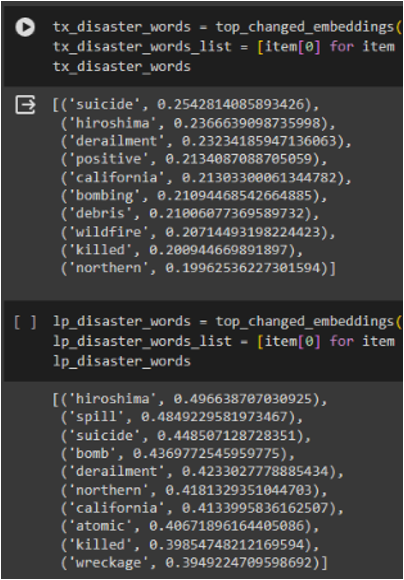 tx_disaster_words = top_changed_embeddings(
tx_disaster_words_list = [item[0] for item
tx_disaster_words
[('suicide', 0.2542814085893426),
('hiroshima', 0.2366639098735998),
('derailment', 0.23234185947136063),
('positive', 0.2134087088705059),
('california', 0.21303300061344782),
('bombing', 0.21094468542664885),
('debris', 0.21006077369589732),
('wildfire', 0.20714493198224423),
('killed', 0.200944669891897),
('northern', 0.19962536227301594)]
[ ] lp_disaster_words = top_changed_embeddings(
lp_disaster_words_list = [item[0] for item
lp_disaster_words
[('hiroshima', 0.496638707030925),
('spill', 0.4849229581973467),
('suicide', 0.448507128728351),
('bomb', 0.4369772545959775),
('derailment', 0.4233027778885434),
('northern', 0.4181329351044703),
('california', 0.4133995836162507),
('atomic', 0.40671896164405086),
('killed', 0.39854748212169594),
('wreckage', 0.3949224709598692)]